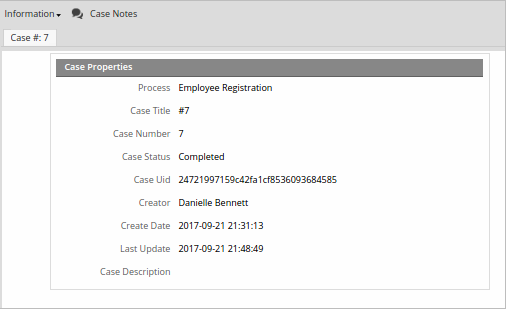 Information Case Notes
Case #: 7
Case Properties
Process Employee Registration
Case Title #7
Case Number 7
Case Status Completed
Case Uid 24721997159c42fa1cf8536093684585
Creator Danielle Bennett
Create Date 2017-09-21 21:31:13
Last Update 2017-09-21 21:48:49
Case Description